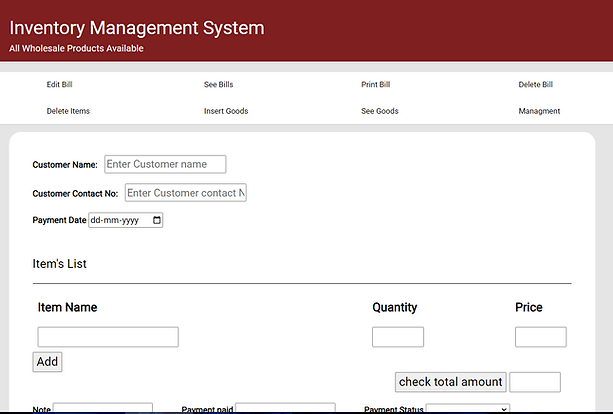 Inventory Management System
All Wholesale Products Available
Edit Bill See Bills Print Bill Delete Bill
Delete Items Insert Goods See Goods Managment
Customer Name: Enter Customer name
Customer Contact No: Enter Customer contact N
Payment Date dd-mm-yyyy
Item's List
Item Name Quantity Price
Add
check total amount
Note Payment paid Payment Status